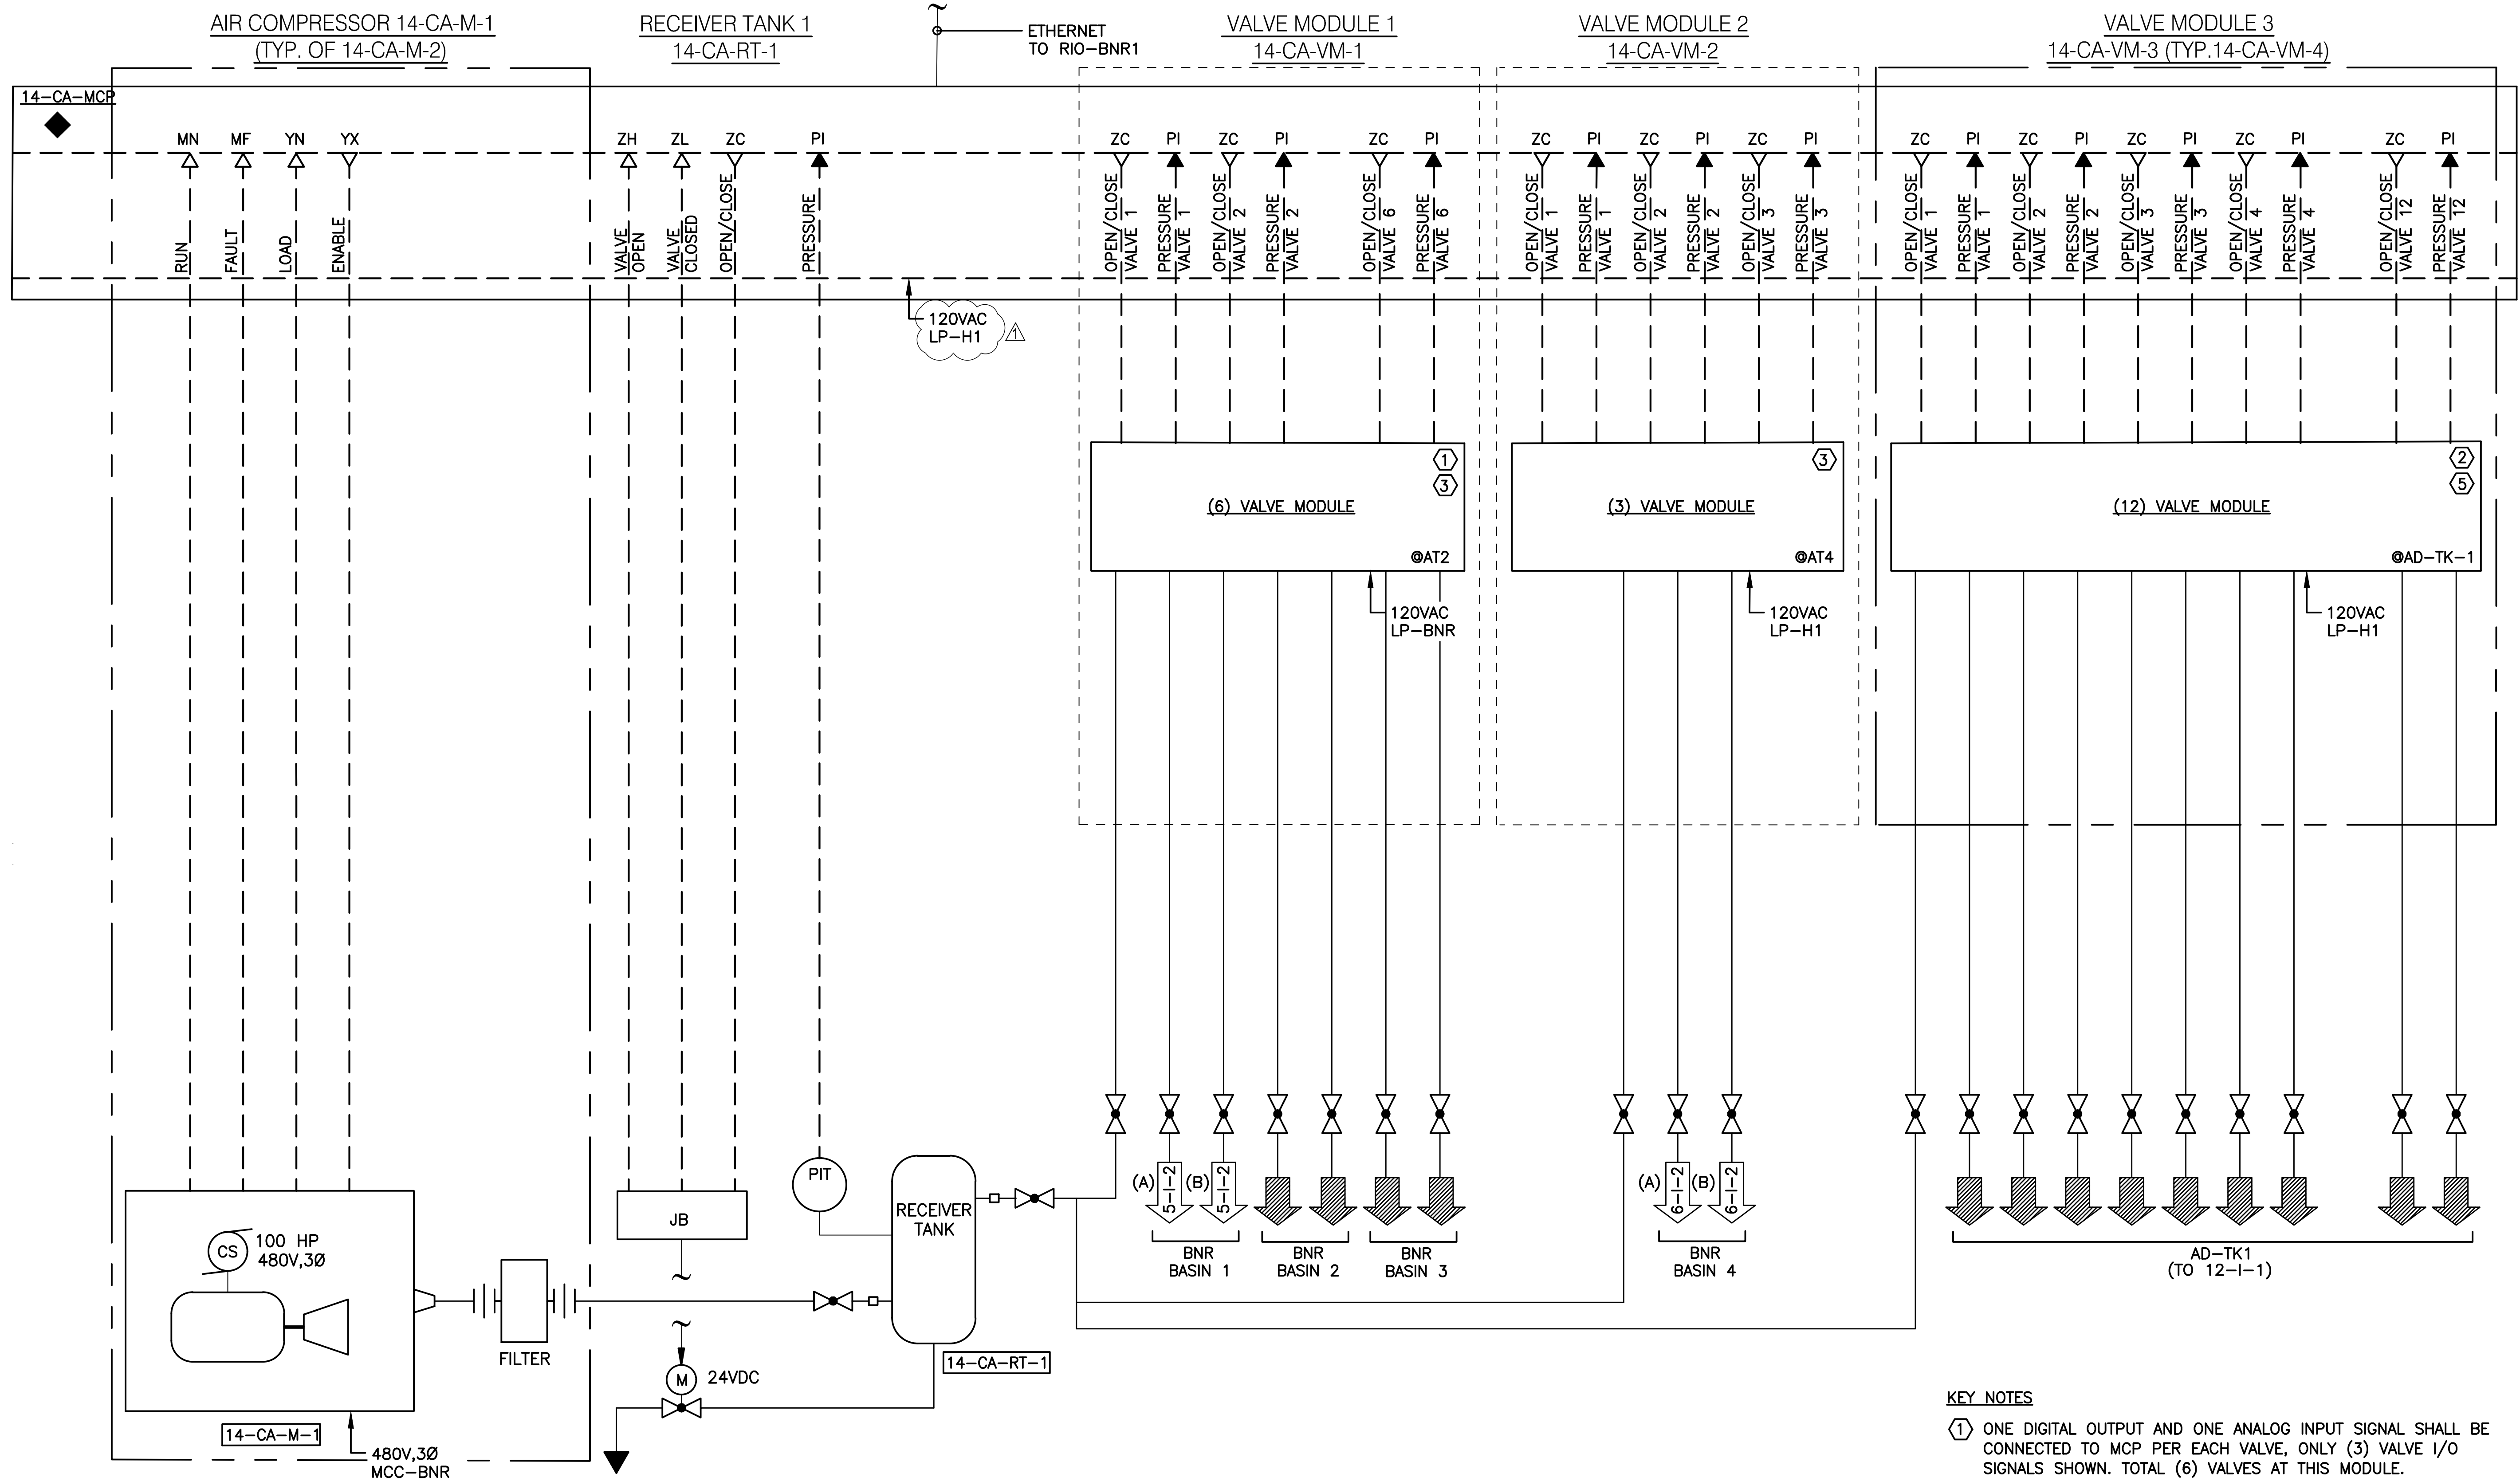 AIR COMPRESSOR 14-CA-M-1
(TYP. OF 14-CA-M-2)
RECEIVER TANK 1
14-CA-RT-1
ETHERNET
TO RIO-BNR1
VALVE MODULE 1
14-CA-VM-1
VALVE MODULE 2
14-CA-VM-2
VALVE MODULE 3
14-CA-VM-3 (TYP.14-CA-VM-4)
14-CA-MCP
MN MF YN YX ZH ZL ZC PI ZC PI ZC PI ZC PI ZC PI ZC PI ZC PI ZC PI ZC PI ZC PI ZC PI ZC PI
RUN
FAULT
LOAD
ENABLE
VALVE
OPEN
VALVE
CLOSED
OPEN/CLOSE
PRESSURE
OPEN/CLOSE
VALVE 1
PRESSURE
VALVE 1
OPEN/CLOSE
VALVE 2
PRESSURE
VALVE 2
OPEN/CLOSE
VALVE 6
PRESSURE
VALVE 6
OPEN/CLOSE
VALVE 1
PRESSURE
VALVE 1
OPEN/CLOSE
VALVE 2
PRESSURE
VALVE 2
OPEN/CLOSE
VALVE 3
PRESSURE
VALVE 3
OPEN/CLOSE
VALVE 1
PRESSURE
VALVE 1
OPEN/CLOSE
VALVE 2
PRESSURE
VALVE 2
OPEN/CLOSE
VALVE 3
PRESSURE
VALVE 3
OPEN/CLOSE
VALVE 4
PRESSURE
VALVE 4
OPEN/CLOSE
VALVE 12
PRESSURE
VALVE 12
120VAC
LP-H1
1
1
3
(6) VALVE MODULE
@AT2
3
(3) VALVE MODULE
@AT4
2
5
(12) VALVE MODULE
@AD-TK-1
120VAC
LP-BNR
120VAC
LP-H1
120VAC
LP-H1
PIT
RECEIVER
TANK
JB
CS
100 HP
480V,3Ø
FILTER
M
24VDC
14-CA-RT-1
14-CA-M-1
480V,3Ø
MCC-BNR
(A)
5-I-2
(B)
5-I-2
BNR
BASIN 1
BNR
BASIN 2
BNR
BASIN 3
(A)
6-I-2
(B)
6-I-2
BNR
BASIN 4
AD-TK1
(TO 12-I-1)
KEY NOTES
1 ONE DIGITAL OUTPUT AND ONE ANALOG INPUT SIGNAL SHALL BE
CONNECTED TO MCP PER EACH VALVE, ONLY (3) VALVE I/O
SIGNALS SHOWN. TOTAL (6) VALVES AT THIS MODULE.